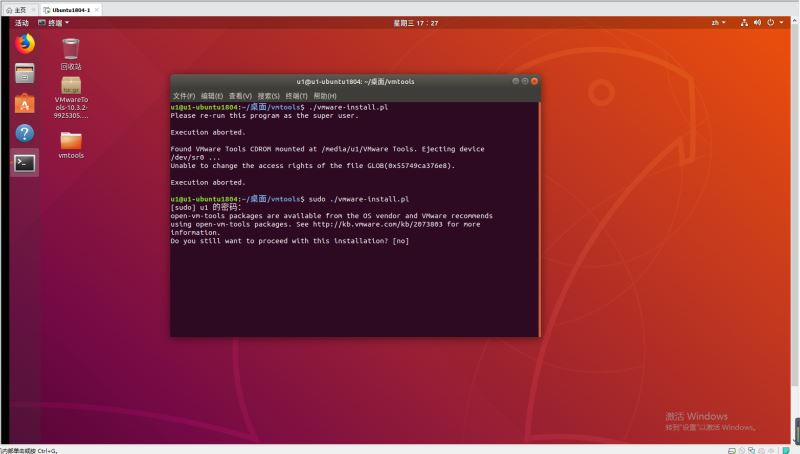 主页
Ubuntu1804-1
活动
终端
星期三 17:27
zh
回收站
tar.gz
VMwareToo
ls-10.3.2-
9925305....
vmtools
u1@u1-ubuntu1804: ~/桌面/vmtools
文件(F) 编辑(E) 查看(V) 搜索(S) 终端(T) 帮助(H)
u1@u1-ubuntu1804:~/桌面/vmtools$ ./vmware-install.pl
Please re-run this program as the super user.
Execution aborted.
Found VMware Tools CDROM mounted at /media/u1/VMware Tools. Ejecting device
/dev/sr0 ...
Unable to change the access rights of the file GLOB(0x55749ca376e8).
Execution aborted.
u1@u1-ubuntu1804:~/桌面/vmtools$ sudo ./vmware-install.pl
[sudo] u1 的密码:
open-vm-tools packages are available from the OS vendor and VMware recommends
using open-vm-tools packages. See http://kb.vmware.com/kb/2073803 for more
information.
Do you still want to proceed with this installation? [no]
激活 Windows
转到"设置"以激活 Windows。
内部单击或按 Ctrl+G。